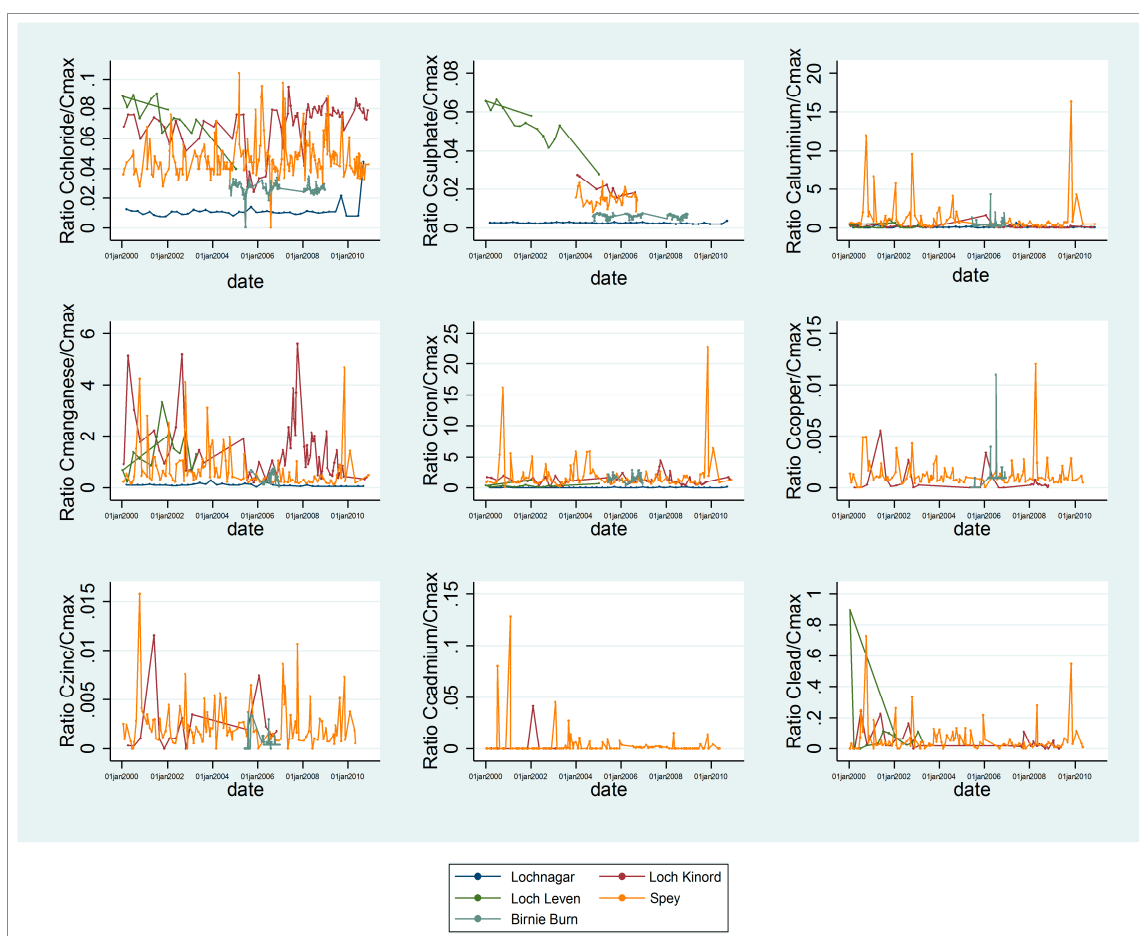 Ratio Cchloride/Cmax
0 .02 .04 .06 .08 .1
01jan2000 01jan2002 01jan2004 01jan2006 01jan2008 01jan2010
date
Ratio Csulphate/Cmax
0 .02 .04 .06 .08
01jan2000 01jan2002 01jan2004 01jan2006 01jan2008 01jan2010
date
Ratio Caluminium/Cmax
0 5 10 15 20
01jan2000 01jan2002 01jan2004 01jan2006 01jan2008 01jan2010
date
Ratio Cmanganese/Cmax
0 2 4 6
01jan2000 01jan2002 01jan2004 01jan2006 01jan2008 01jan2010
date
Ratio Ciron/Cmax
0 5 10 15 20 25
01jan2000 01jan2002 01jan2004 01jan2006 01jan2008 01jan2010
date
Ratio Ccopper/Cmax
0 .005 .01 .015
01jan2000 01jan2002 01jan2004 01jan2006 01jan2008 01jan2010
date
Ratio Czinc/Cmax
0 .005 .01 .015
01jan2000 01jan2002 01jan2004 01jan2006 01jan2008 01jan2010
date
Ratio Ccadmium/Cmax
0 .05 .1 .15
01jan2000 01jan2002 01jan2004 01jan2006 01jan2008 01jan2010
date
Ratio Clead/Cmax
0 .2 .4 .6 .8 1
01jan2000 01jan2002 01jan2004 01jan2006 01jan2008 01jan2010
date
Lochnagar Loch Kinord
Loch Leven Spey
Birnie Burn